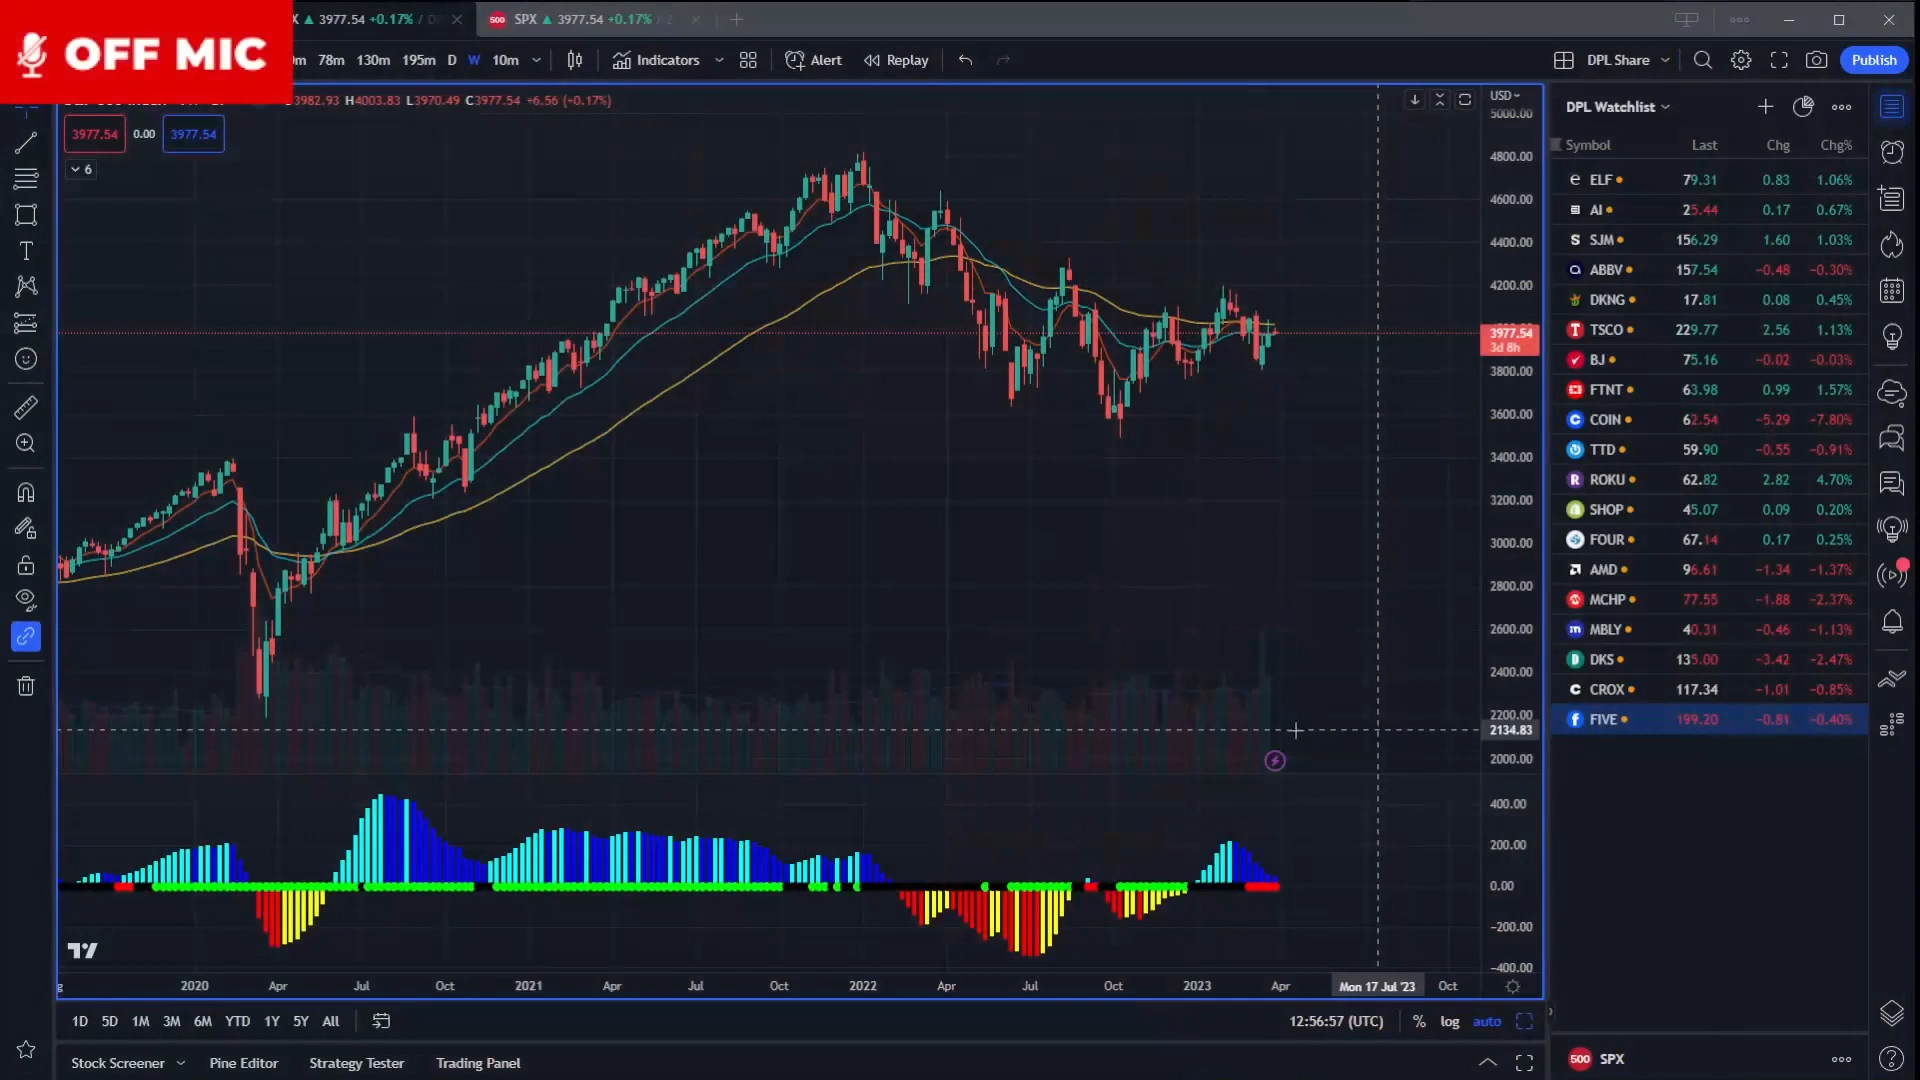 OFF MIC
X 3977.54 +0.17% /
500 SPX 3977.54 +0.17%
78m 130m 195m D W 10m Indicators Alert Replay DPL Share Publish
3982.93 H4003.83 L3970.49 C3977.54 +6.56 (−0.17%)
3977.54 0.00 3977.54
6
USD
5000.00
4800.00
4600.00
4400.00
4200.00
3977.54
3d 8h
3800.00
3600.00
3400.00
3200.00
3000.00
2800.00
2600.00
2400.00
2200.00
2134.83
2000.00
400.00
200.00
0.00
−200.00
−400.00
2020 Apr Jul Oct 2021 Apr Jul Oct 2022 Apr Jul Oct 2023 Apr Mon 17 Jul '23 Oct
1D 5D 1M 3M 6M YTD 1Y 5Y All 12:56:57 (UTC) % log auto
Stock Screener Pine Editor Strategy Tester Trading Panel
DPL Watchlist
Symbol Last Chg Chg%
e ELF 79.31 0.83 1.06%
AI 25.44 0.17 0.67%
S SJM 156.29 1.60 1.03%
ABBV 157.54 −0.48 −0.30%
DKNG 17.81 0.08 0.45%
T TSCO 229.77 2.56 1.13%
BJ 75.16 −0.02 −0.03%
FTNT 63.98 0.99 1.57%
C COIN 62.54 −5.29 −7.80%
TTD 59.90 −0.55 −0.91%
R ROKU 62.82 2.82 4.70%
SHOP 45.07 0.09 0.20%
FOUR 67.14 0.17 0.25%
AMD 96.61 −1.34 −1.37%
MCHP 77.55 −1.88 −2.37%
m MBLY 40.31 −0.46 −1.13%
D DKS 135.00 −3.42 −2.47%
C CROX 117.34 −1.01 −0.85%
f FIVE 199.20 −0.81 −0.40%
500 SPX